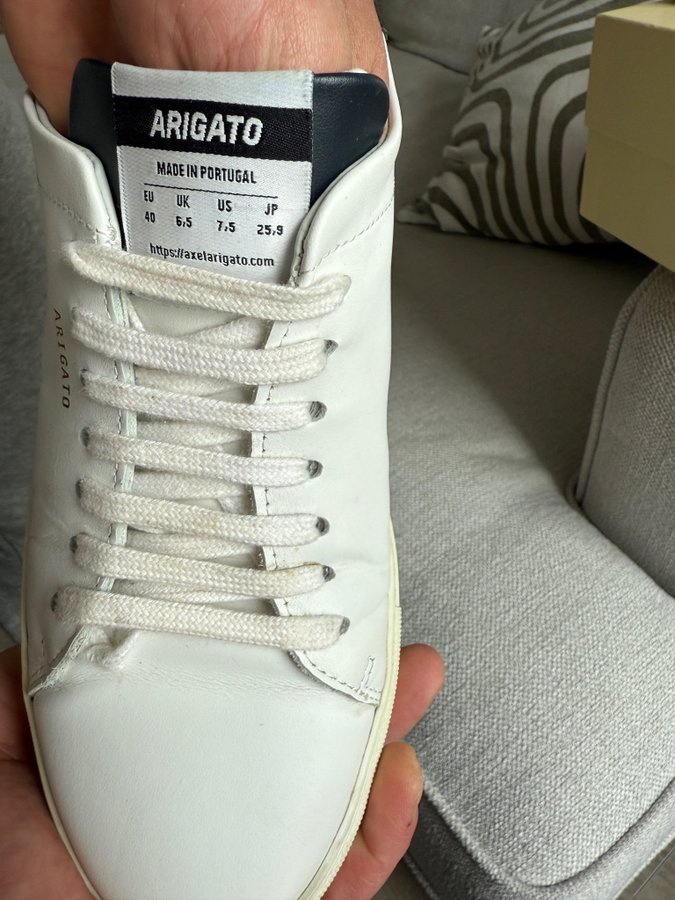 ARIGATO
MADE IN PORTUGAL
EU UK US JP
40 6,5 7,5 25,9
https://axelarigato.com
ARIGATO